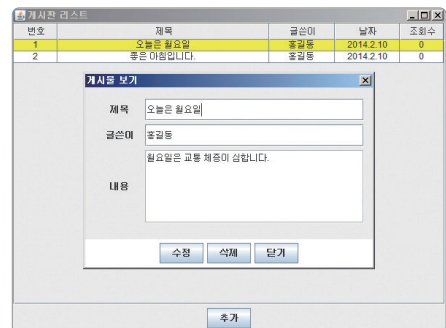 게시판 리스트
번호 제목 글쓴이 날짜 조회수
1 오늘은 월요일 홍길동 2014.2.10 0
2 좋은 아침입니다. 홍길동 2014.2.10 0
게시물 보기
제목 오늘은 월요일
글쓴이 홍길동
내용 월요일은 교통 체증이 심합니다.
수정 삭제 닫기
추가